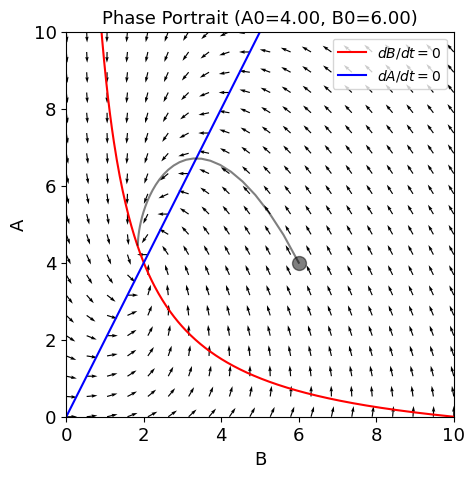 Phase Portrait (A0=4.00, B0=6.00)
10
8
6
4
2
0
A
dB/dt = 0
dA/dt = 0
0 2 4 6 8 10
B